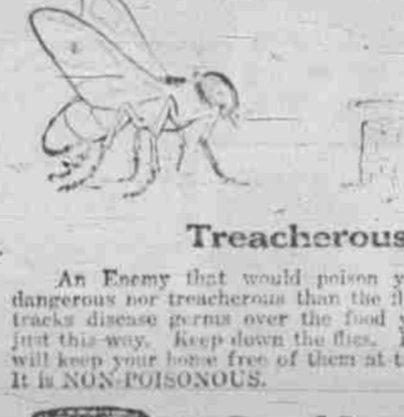 Treacherous
An Enemy that would poison y
dangerous nor treacherous than the fl
tracks disease germs over the food y
just this way. Keep down the flies.
will keep your home free of them at t
It is NON-POISONOUS.